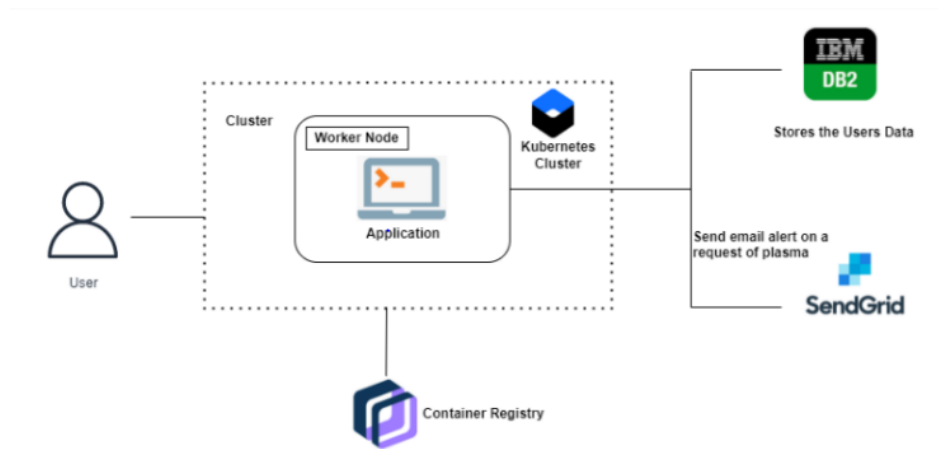 IBM
DB2
Stores the Users Data
Cluster
Worker Node
Kubernetes
Cluster
Application
User
Send email alert on a
request of plasma
SendGrid
Container Registry